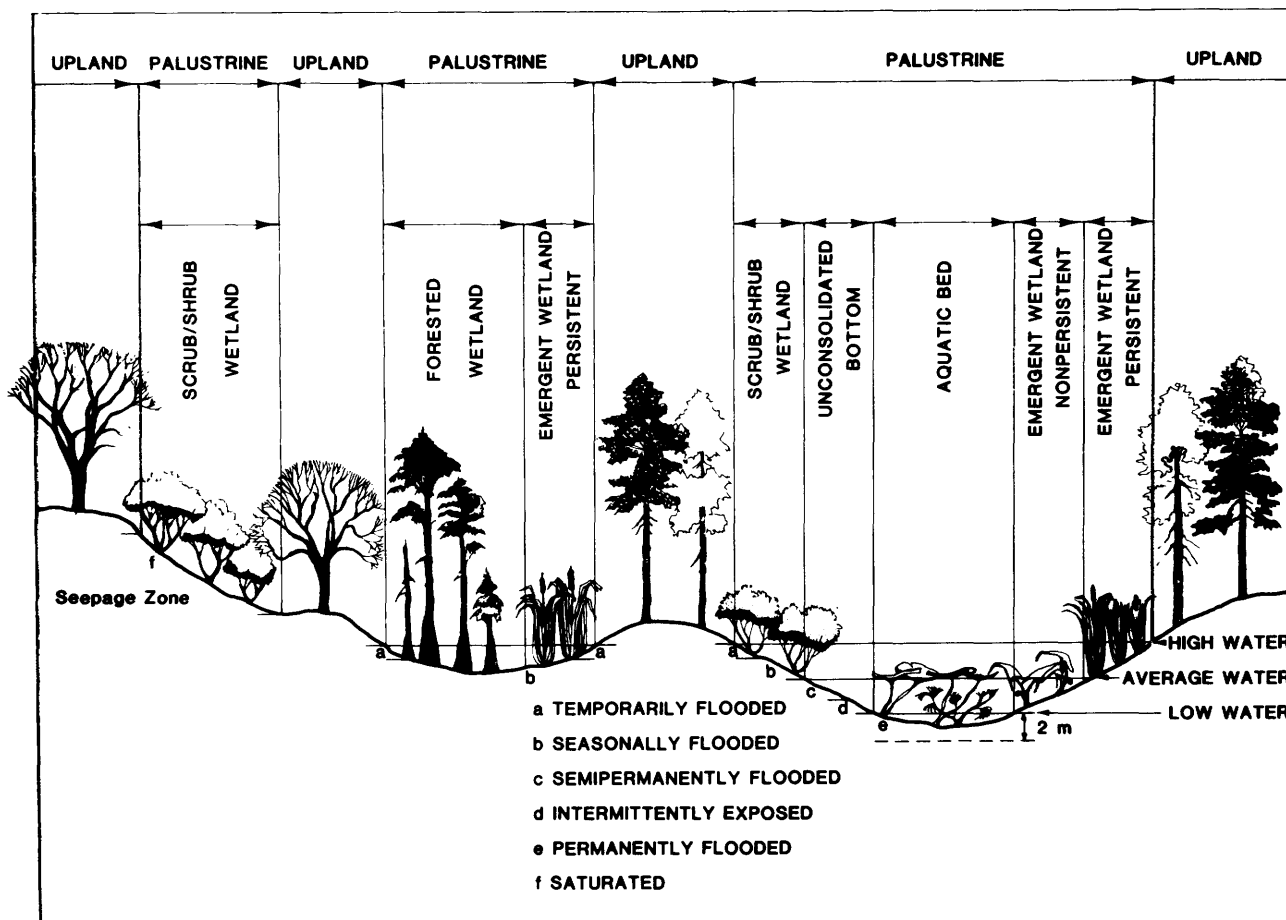 UPLAND PALUSTRINE UPLAND PALUSTRINE UPLAND PALUSTRINE UPLAND
SCRUB/SHRUB
WETLAND
FORESTED
WETLAND
EMERGENT WETLAND
PERSISTENT
SCRUB/SHRUB
WETLAND
UNCONSOLIDATED
BOTTOM
AQUATIC BED
EMERGENT WETLAND
NONPERSISTENT
EMERGENT WETLAND
PERSISTENT
f
Seepage Zone
a
b
a
a
b
c
d
e
HIGH WATER
AVERAGE WATER
LOW WATER
2 m
a TEMPORARILY FLOODED
b SEASONALLY FLOODED
c SEMIPERMANENTLY FLOODED
d INTERMITTENTLY EXPOSED
e PERMANENTLY FLOODED
f SATURATED